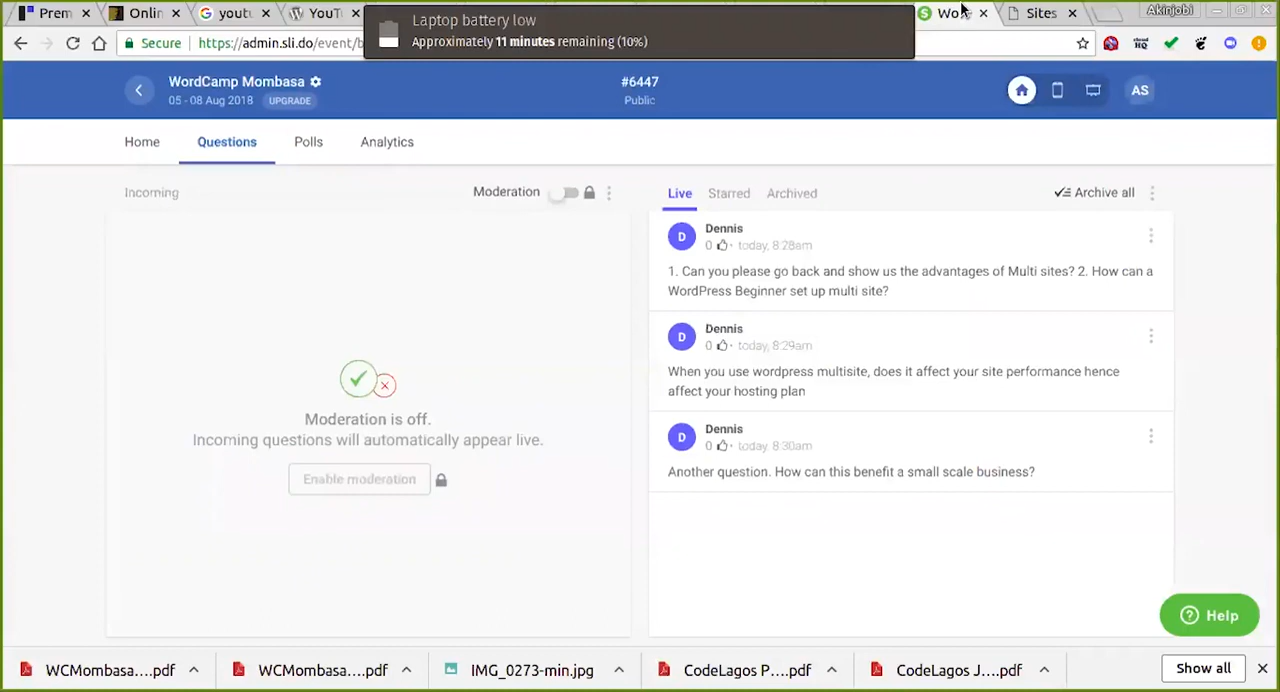 Prem
Onlin
youtu
YouTu
Wor
Sites
Akinjobi
Laptop battery low
Approximately 11 minutes remaining (10%)
Secure
https://admin.sli.do/event/b
WordCamp Mombasa
05 - 08 Aug 2018 UPGRADE
#6447
Public
AS
Home Questions Polls Analytics
Incoming
Moderation
Live Starred Archived
Archive all
D
Dennis
0 · today, 8:28am
1. Can you please go back and show us the advantages of Multi sites? 2. How can a
WordPress Beginner set up multi site?
D
Dennis
0 · today, 8:29am
When you use wordpress multisite, does it affect your site performance hence
affect your hosting plan
D
Dennis
0 · today, 8:30am
Another question. How can this benefit a small scale business?
Moderation is off.
Incoming questions will automatically appear live.
Enable moderation
Help
WCMombasa....pdf
WCMombasa....pdf
IMG_0273-min.jpg
CodeLagos P....pdf
CodeLagos J....pdf
Show all